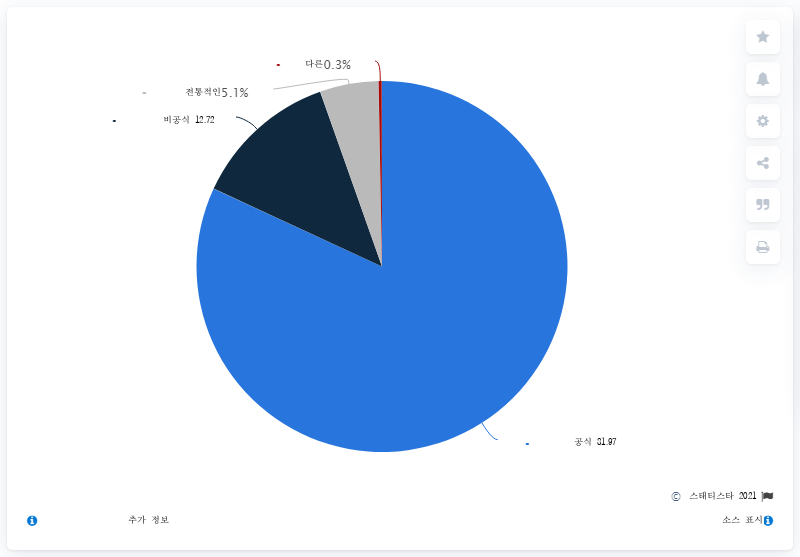 다른0.3%
전통적인5.1%
비공식 12.72
공식 81.97
© 스태티스타 2021
추가 정보
소스 표시